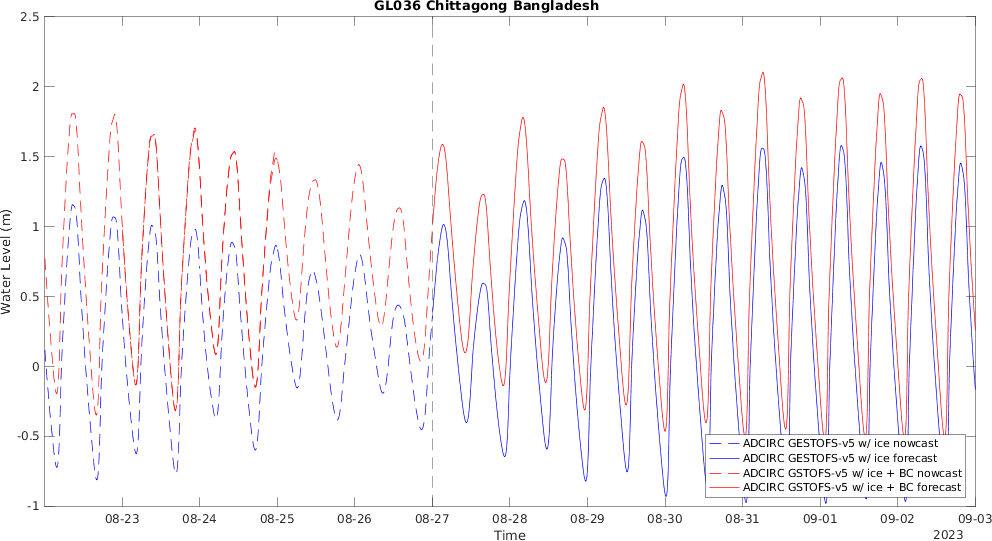 GL036 Chittagong Bangladesh
2.5
2
1.5
1
0.5
0
-0.5
-1
Water Level (m)
ADCIRC GESTOFS-v5 w/ ice nowcast
ADCIRC GESTOFS-v5 w/ ice forecast
ADCIRC GSTOFS-v5 w/ ice + BC nowcast
ADCIRC GSTOFS-v5 w/ ice + BC forecast
08-23 08-24 08-25 08-26 08-27 08-28 08-29 08-30 08-31 09-01 09-02 09-03
Time
2023